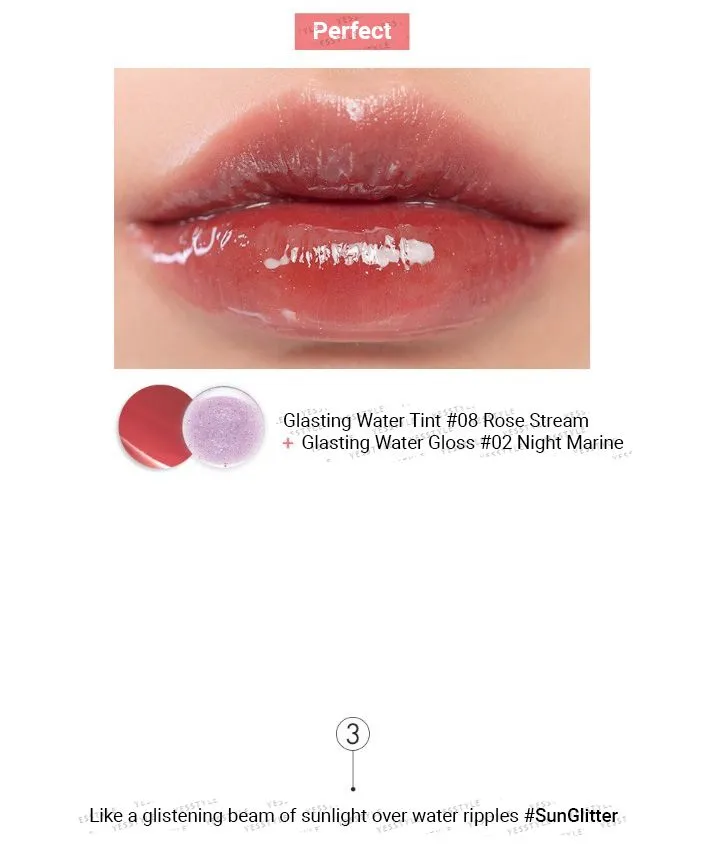 Perfect
Glasting Water Tint #08 Rose Stream
+ Glasting Water Gloss #02 Night Marine
3
Like a glistening beam of sunlight over water ripples #SunGlitter